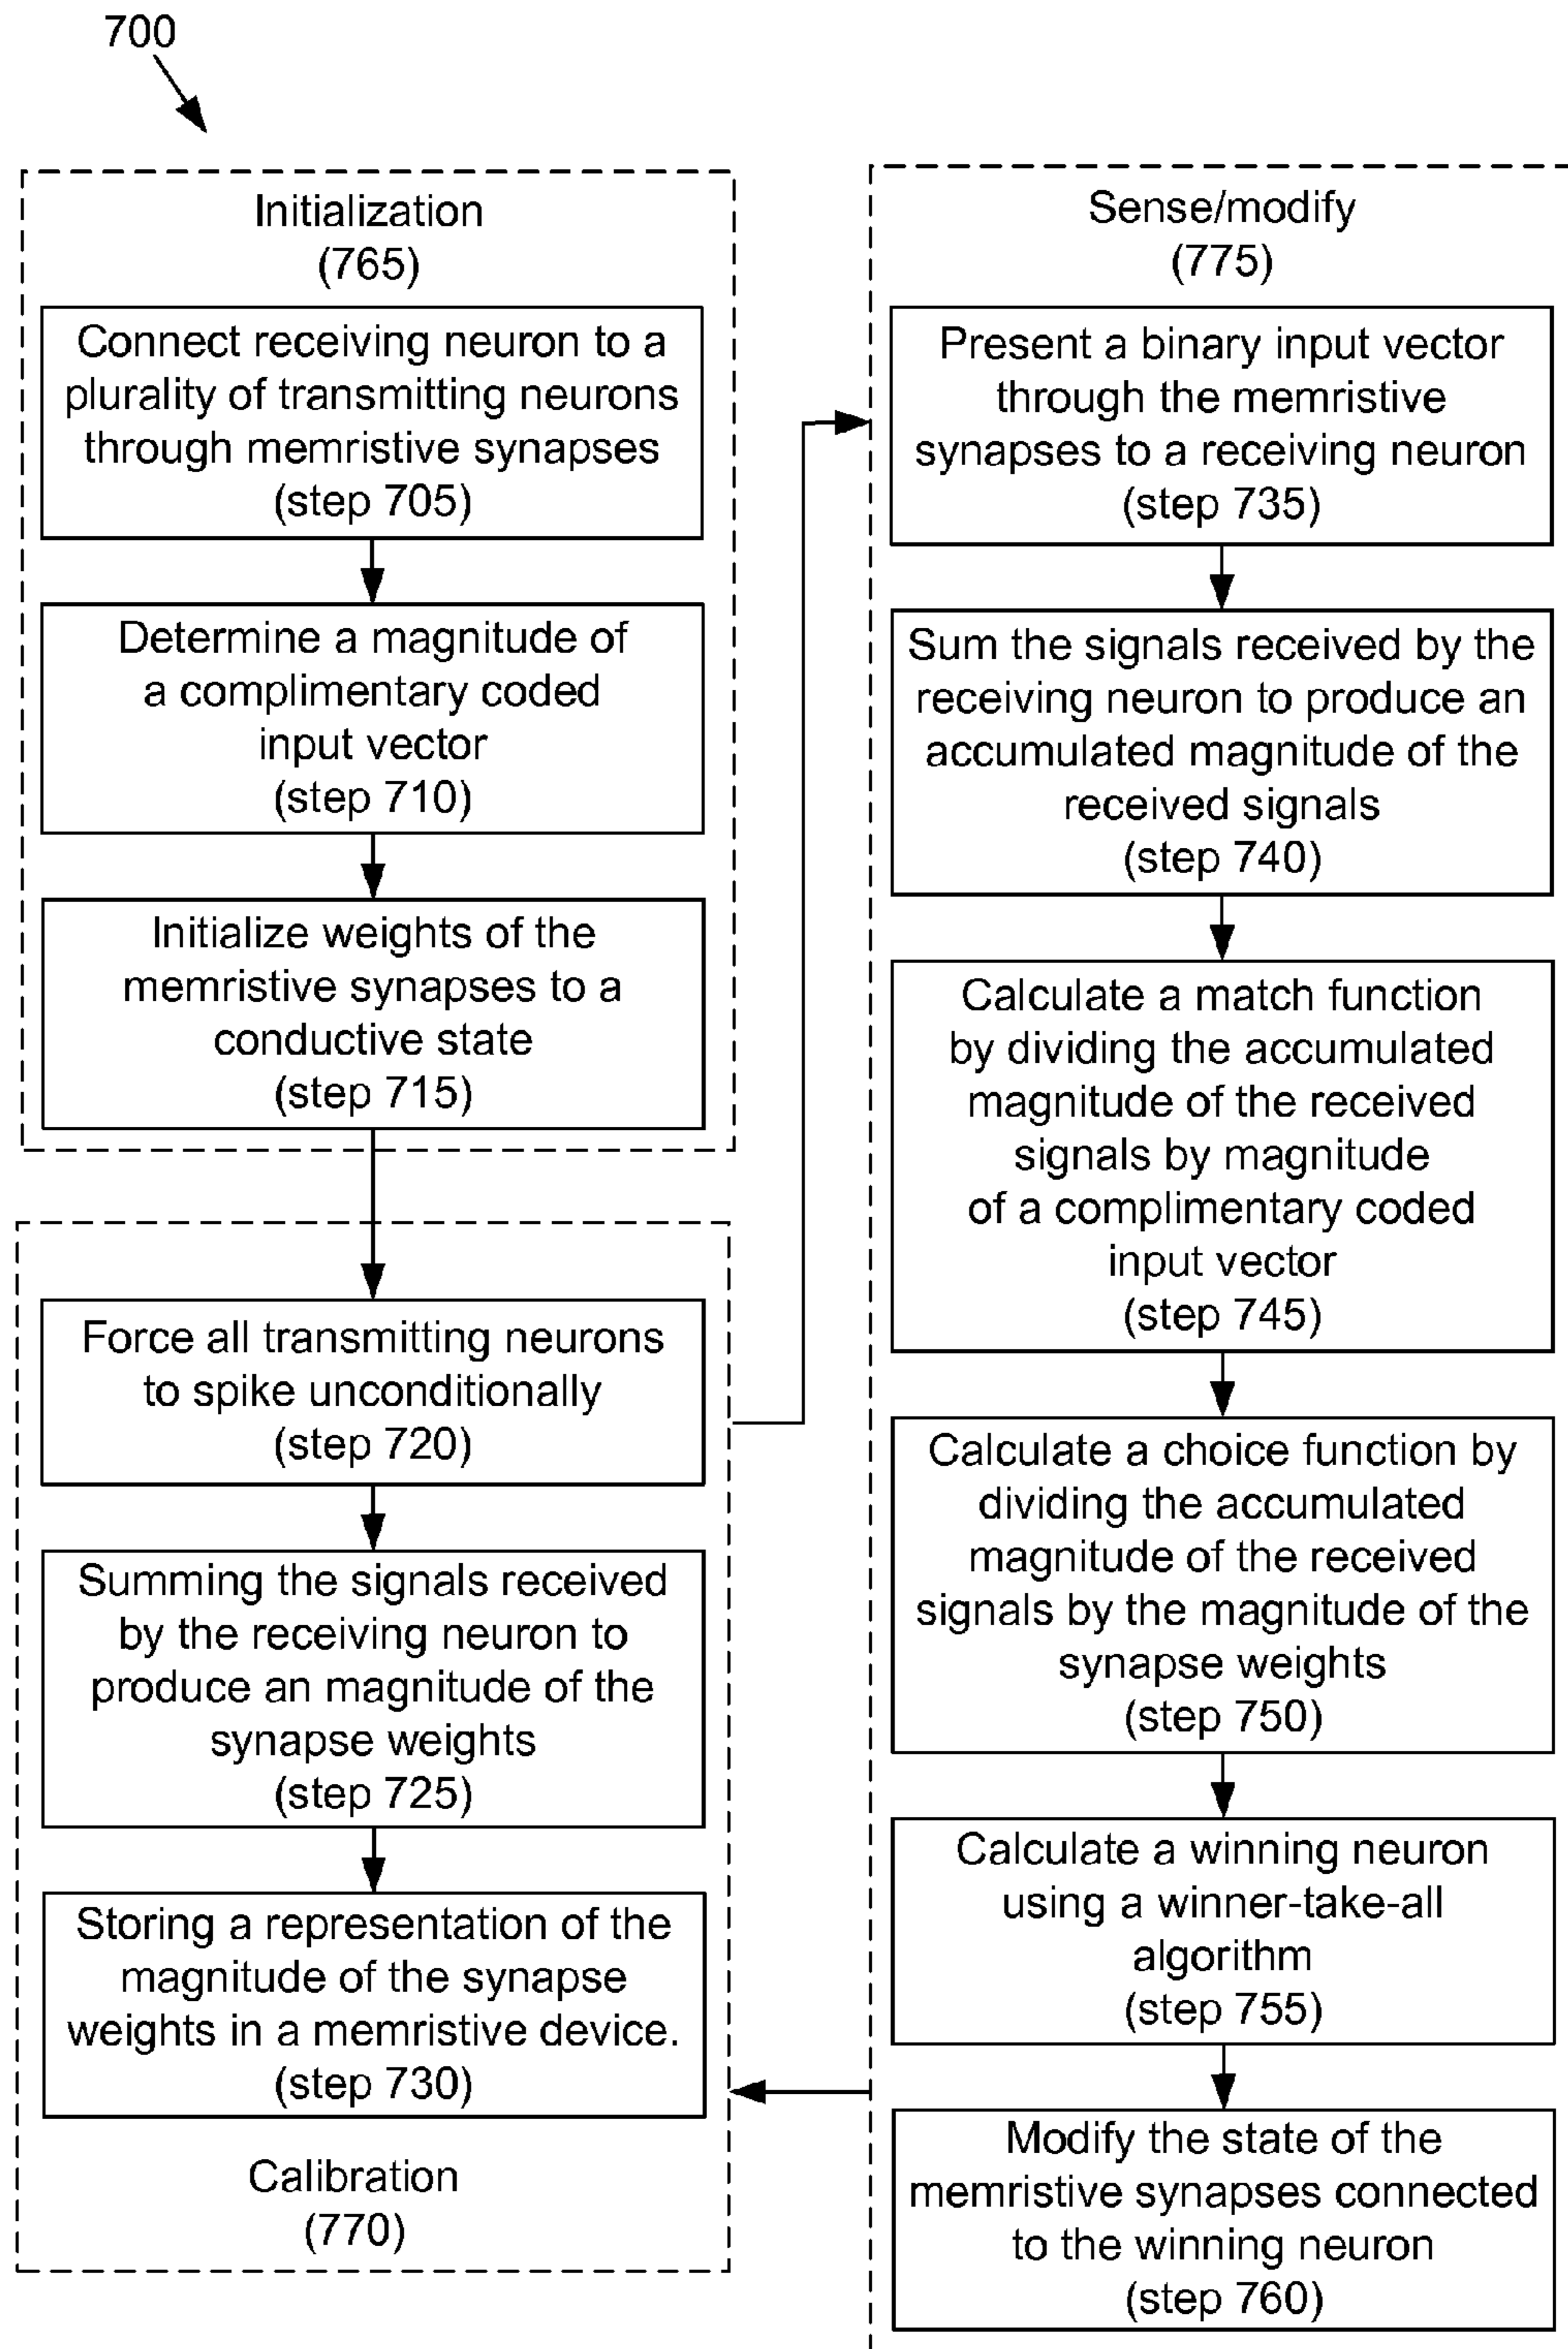 700
Initialization
(765)
Connect receiving neuron to a
plurality of transmitting neurons
through memristive synapses
(step 705)
Determine a magnitude of
a complimentary coded
input vector
(step 710)
Initialize weights of the
memristive synapses to a
conductive state
(step 715)
Force all transmitting neurons
to spike unconditionally
(step 720)
Summing the signals received
by the receiving neuron to
produce an magnitude of the
synapse weights
(step 725)
Storing a representation of the
magnitude of the synapse
weights in a memristive device.
(step 730)
Calibration
(770)
Sense/modify
(775)
Present a binary input vector
through the memristive
synapses to a receiving neuron
(step 735)
Sum the signals received by the
receiving neuron to produce an
accumulated magnitude of the
received signals
(step 740)
Calculate a match function
by dividing the accumulated
magnitude of the received
signals by magnitude
of a complimentary coded
input vector
(step 745)
Calculate a choice function by
dividing the accumulated
magnitude of the received
signals by the magnitude of the
synapse weights
(step 750)
Calculate a winning neuron
using a winner-take-all
algorithm
(step 755)
Modify the state of the
memristive synapses connected
to the winning neuron
(step 760)